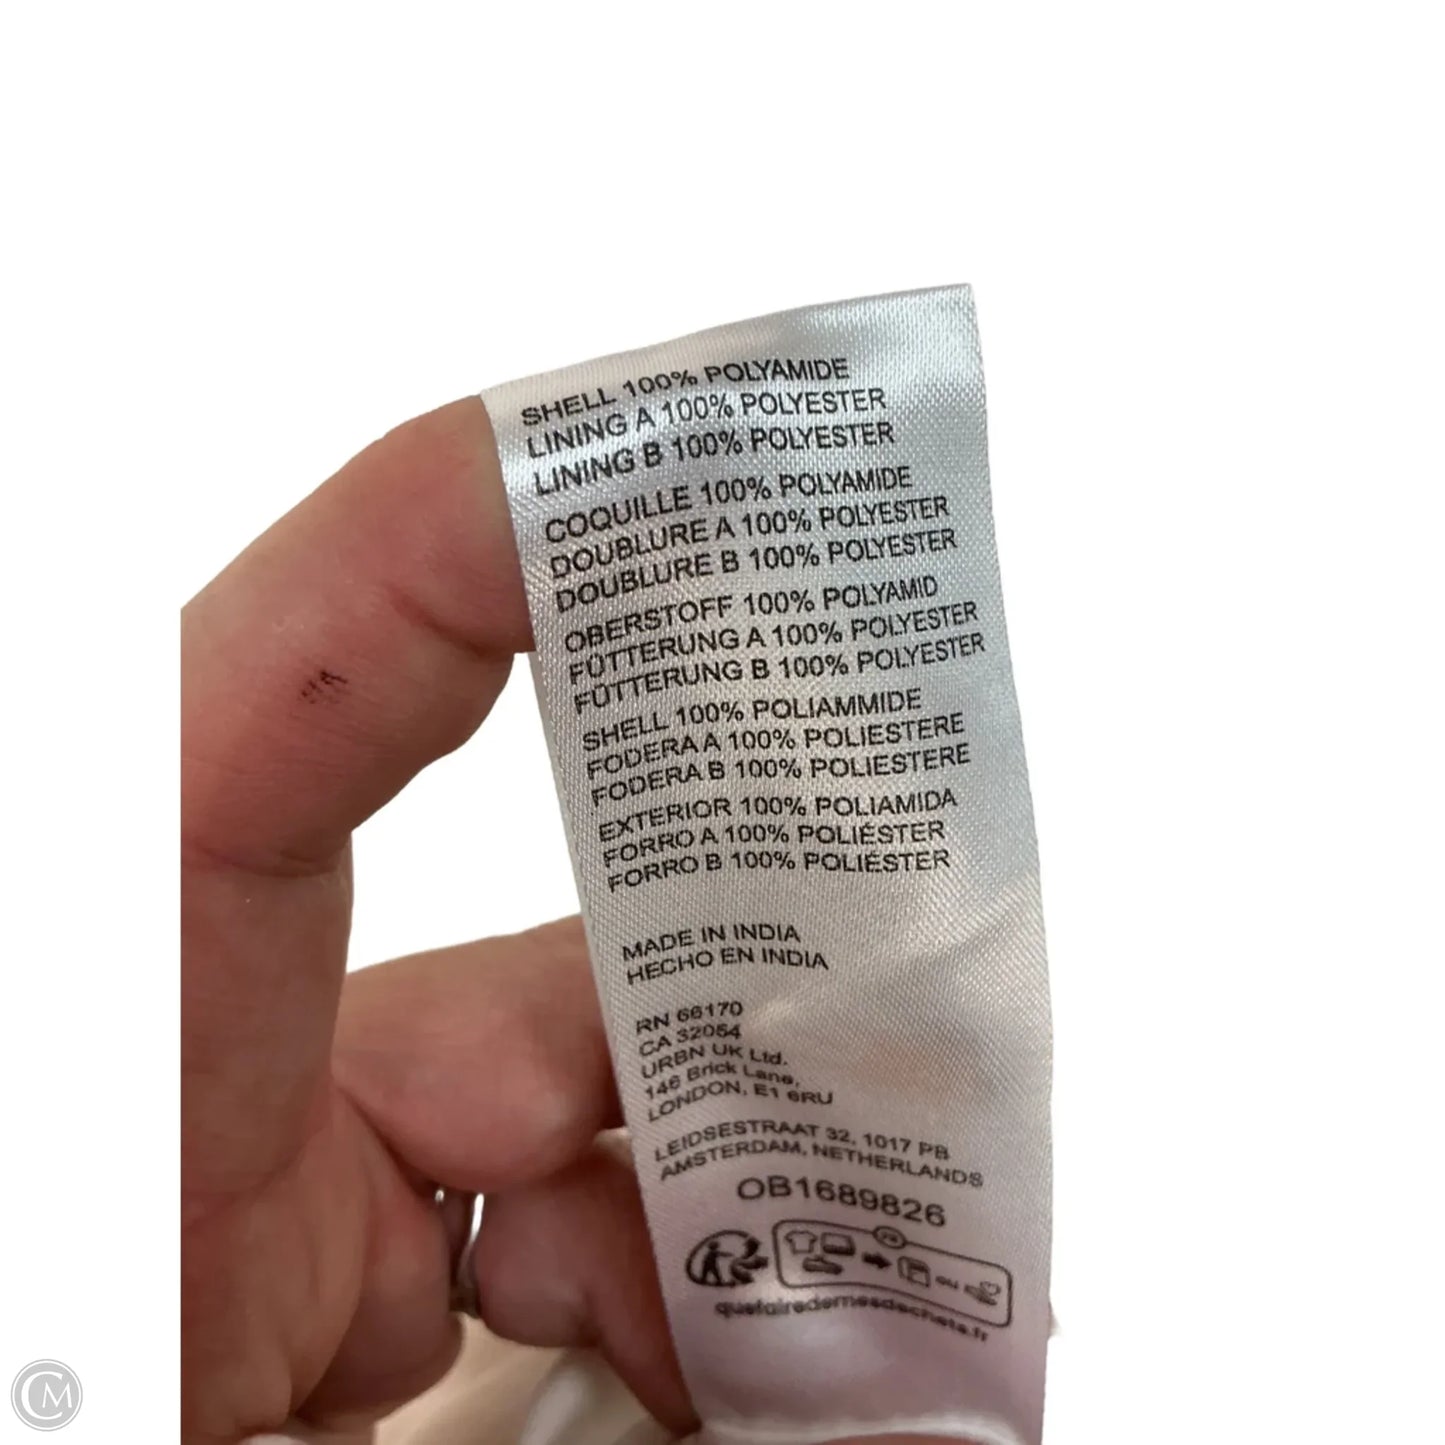 SHELL 100% POLYAMIDE
LINING A 100% POLYESTER
LINING B 100% POLYESTER
COQUILLE 100% POLYAMIDE
DOUBLURE A 100% POLYESTER
DOUBLURE B 100% POLYESTER
OBERSTOFF 100% POLYAMID
FÜTTERUNG A 100% POLYESTER
FÜTTERUNG B 100% POLYESTER
SHELL 100% POLIAMMIDE
FODERA A 100% POLIESTERE
FODERA B 100% POLIESTERE
EXTERIOR 100% POLIAMIDA
FORRO A 100% POLIÉSTER
FORRO B 100% POLIÉSTER
MADE IN INDIA
HECHO EN INDIA
RN 66170
CA 32054
URBN UK Ltd.
146 Brick Lane,
LONDON, E1 6RU
LEIDSESTRAAT 32, 1017 PB
AMSTERDAM, NETHERLANDS
OB1689826
ou
quefairedemesdechets.fr
CM